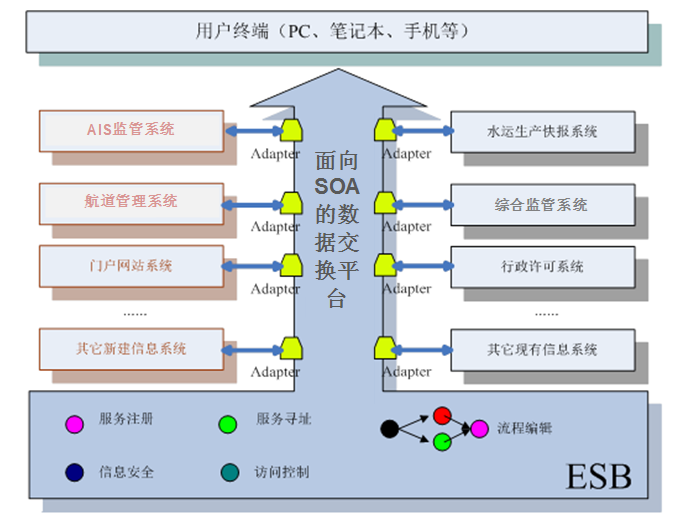 用户终端（PC、笔记本、手机等）
AIS监管系统
Adapter
航道管理系统
Adapter
门户网站系统
Adapter
......
其它新建信息系统
Adapter
面向
SOA
的数
据交
换平
台
水运生产快报系统
Adapter
综合监管系统
Adapter
行政许可系统
Adapter
......
其它现有信息系统
Adapter
服务注册
服务寻址
流程编辑
信息安全
访问控制
ESB